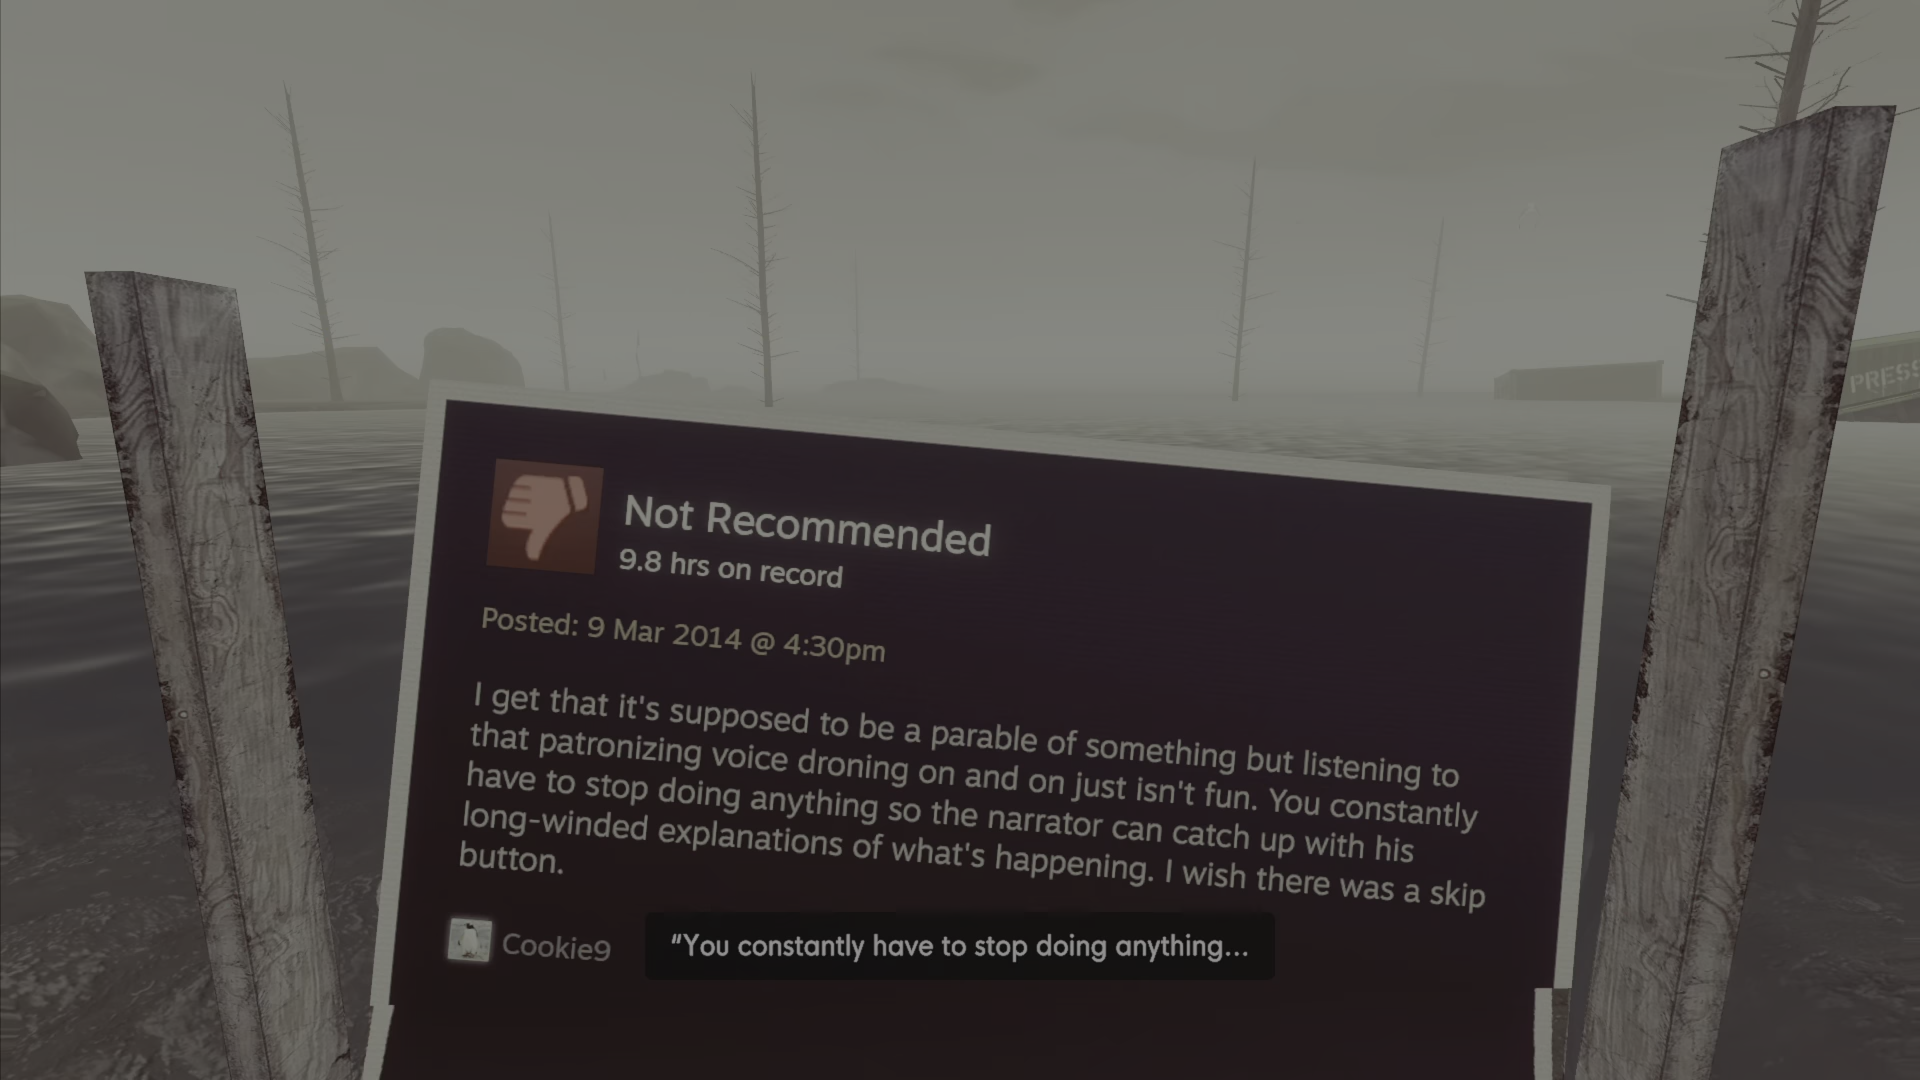 PRESS
Not Recommended
9.8 hrs on record
Posted: 9 Mar 2014 @ 4:30pm
I get that it's supposed to be a parable of something but listening to
that patronizing voice droning on and on just isn't fun. You constantly
have to stop doing anything so the narrator can catch up with his
long-winded explanations of what's happening. I wish there was a skip
button.
Cookie9
“You constantly have to stop doing anything...